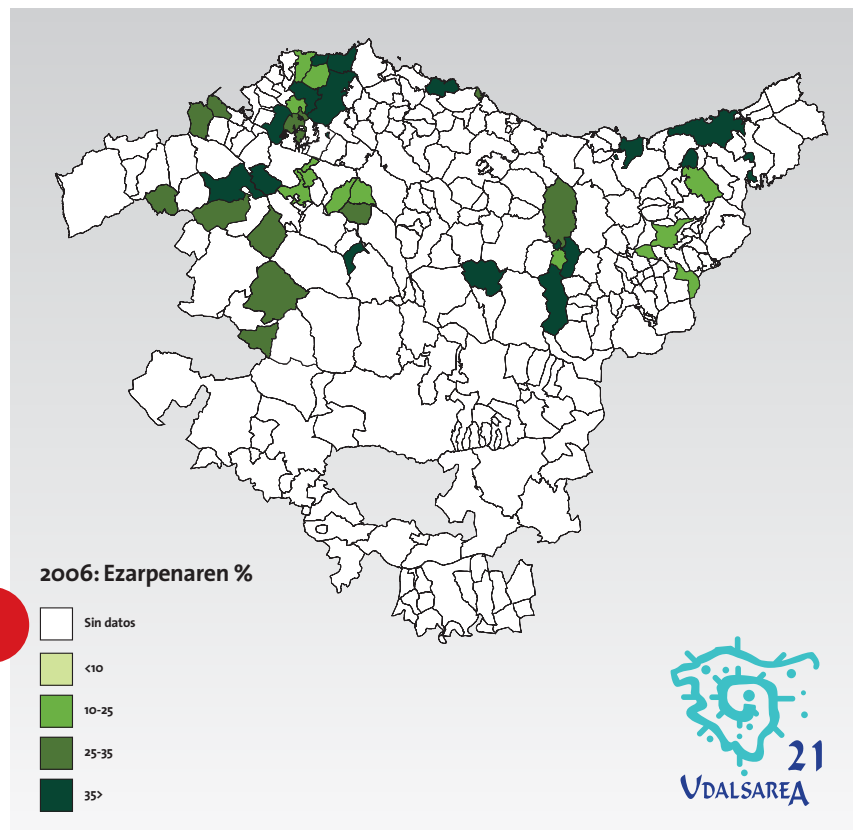 2006: Ezarpenaren %
Sin datos
<10
10-25
25-35
35>
21
UDALSAREA